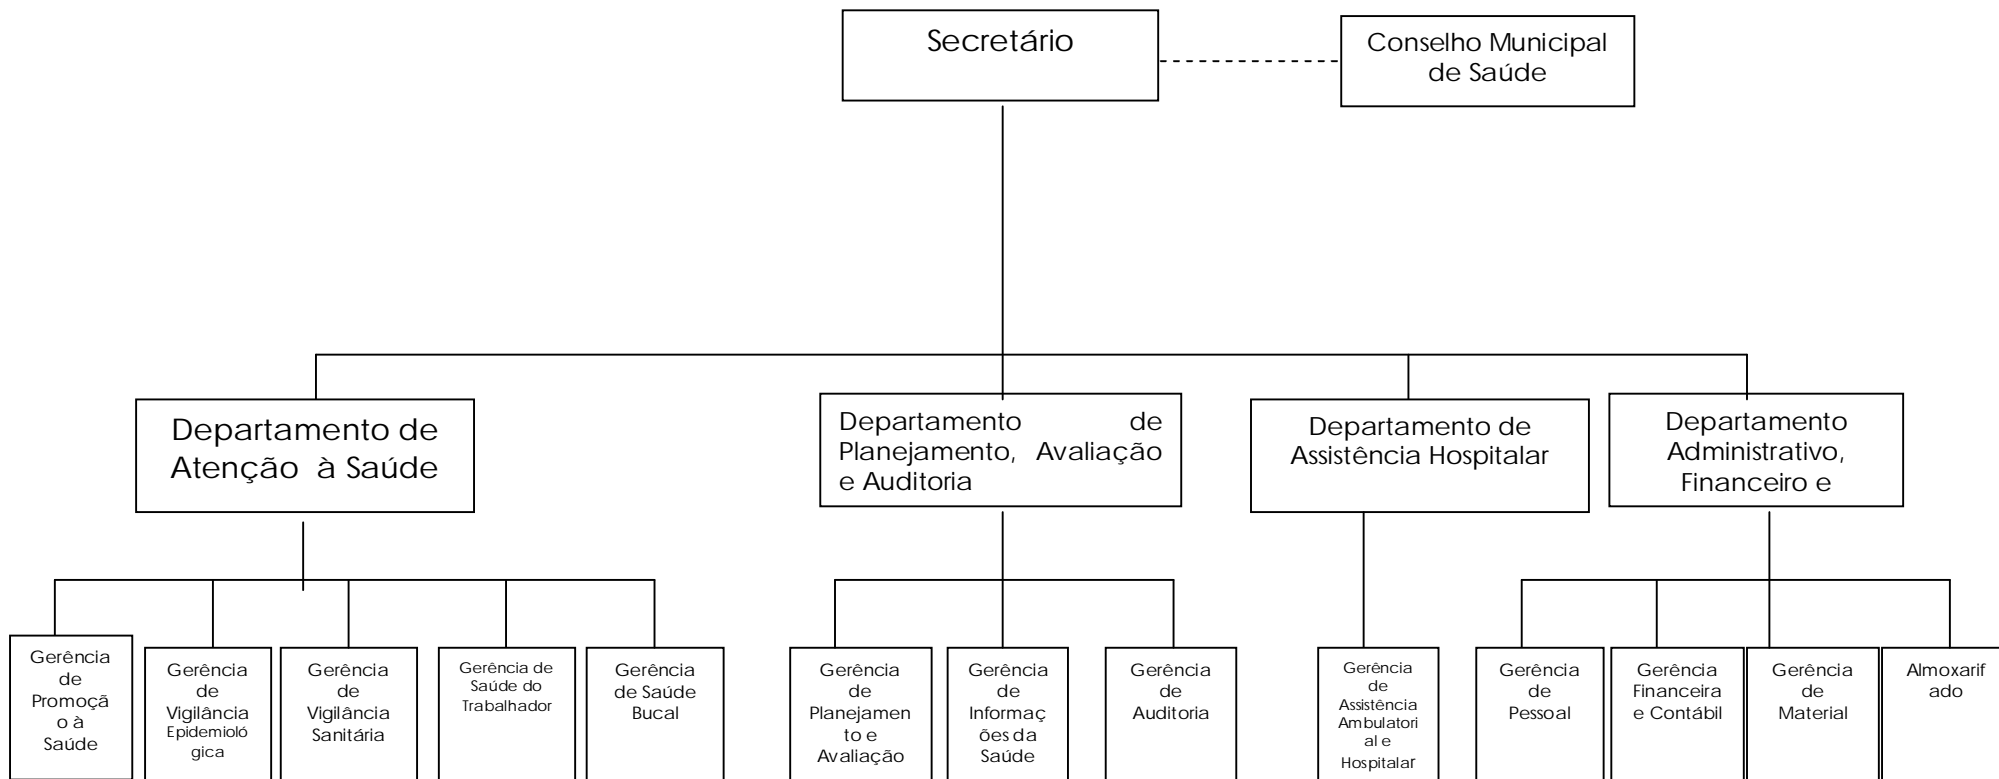 Secretário
Conselho Municipal
de Saúde
Departamento de
Atenção à Saúde
Departamento de
Planejamento, Avaliação
e Auditoria
Departamento de
Assistência Hospitalar
Departamento
Administrativo,
Financeiro e
Gerência
de
Promoçã
o à
Saúde
Gerência
de
Vigilância
Epidemioló
gica
Gerência
de
Vigilância
Sanitária
Gerência de
Saúde do
Trabalhador
Gerência
de Saúde
Bucal
Gerência
de
Planejamen
to e
Avaliação
Gerência
de
Informaç
ões da
Saúde
Gerência
de
Auditoria
Gerência
de
Assistência
Ambulatori
al e
Hospitalar
Gerência
de
Pessoal
Gerência
Financeira
e Contábil
Gerência
de
Material
Almoxarif
ado